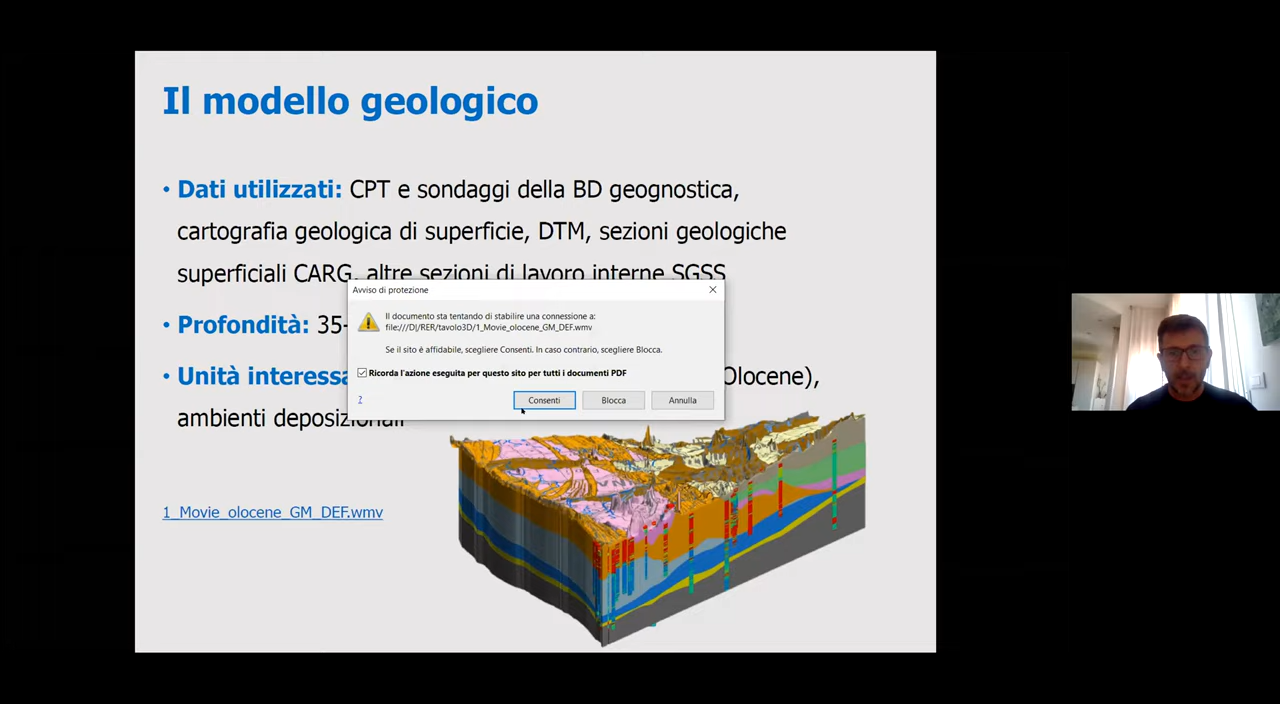 Il modello geologico
• Dati utilizzati: CPT e sondaggi della BD geognostica,
cartografia geologica di superficie, DTM, sezioni geologiche
superficiali CARG, altre sezioni di lavoro interne SGSS
• Profondità: 35-
• Unità interessa
Olocene),
ambienti deposizionali
Avviso di protezione
Il documento sta tentando di stabilire una connessione a:
file:///D|/RER/tavolo3D/1_Movie_olocene_GM_DEF.wmv
Se il sito è affidabile, scegliere Consenti. In caso contrario, scegliere Blocca.
Ricorda l'azione eseguita per questo sito per tutti i documenti PDF
? Consenti Blocca Annulla
1_Movie_olocene_GM_DEF.wmv